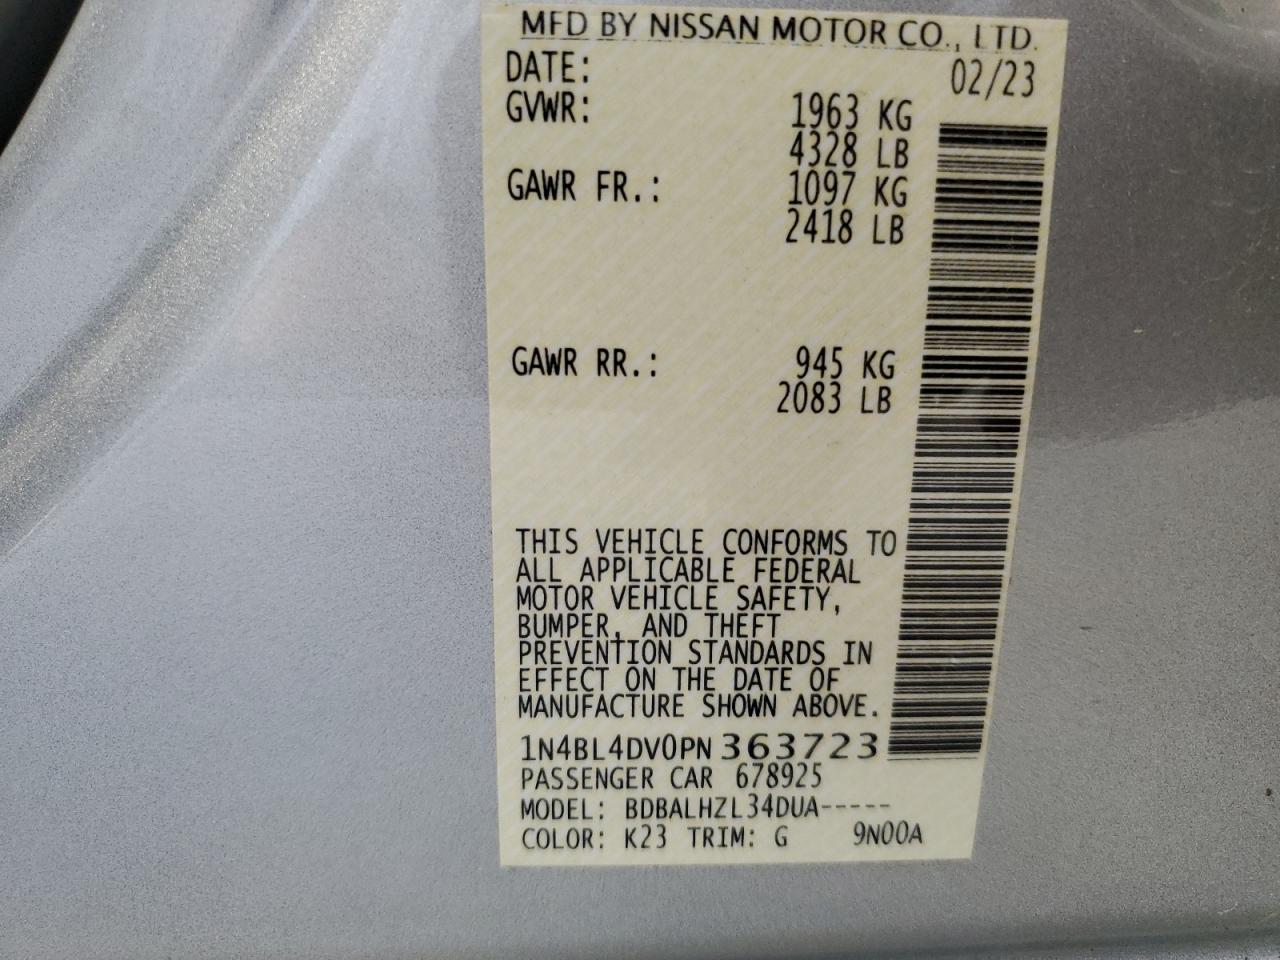 MFD BY NISSAN MOTOR CO., LTD.
DATE: 02/23
GVWR: 1963 KG
4328 LB
GAWR FR.: 1097 KG
2418 LB
GAWR RR.: 945 KG
2083 LB
THIS VEHICLE CONFORMS TO
ALL APPLICABLE FEDERAL
MOTOR VEHICLE SAFETY,
BUMPER, AND THEFT
PREVENTION STANDARDS IN
EFFECT ON THE DATE OF
MANUFACTURE SHOWN ABOVE.
1N4BL4DV0PN363723
PASSENGER CAR 678925
MODEL: BDBALHZL34DUA-----
COLOR: K23 TRIM: G 9N00A